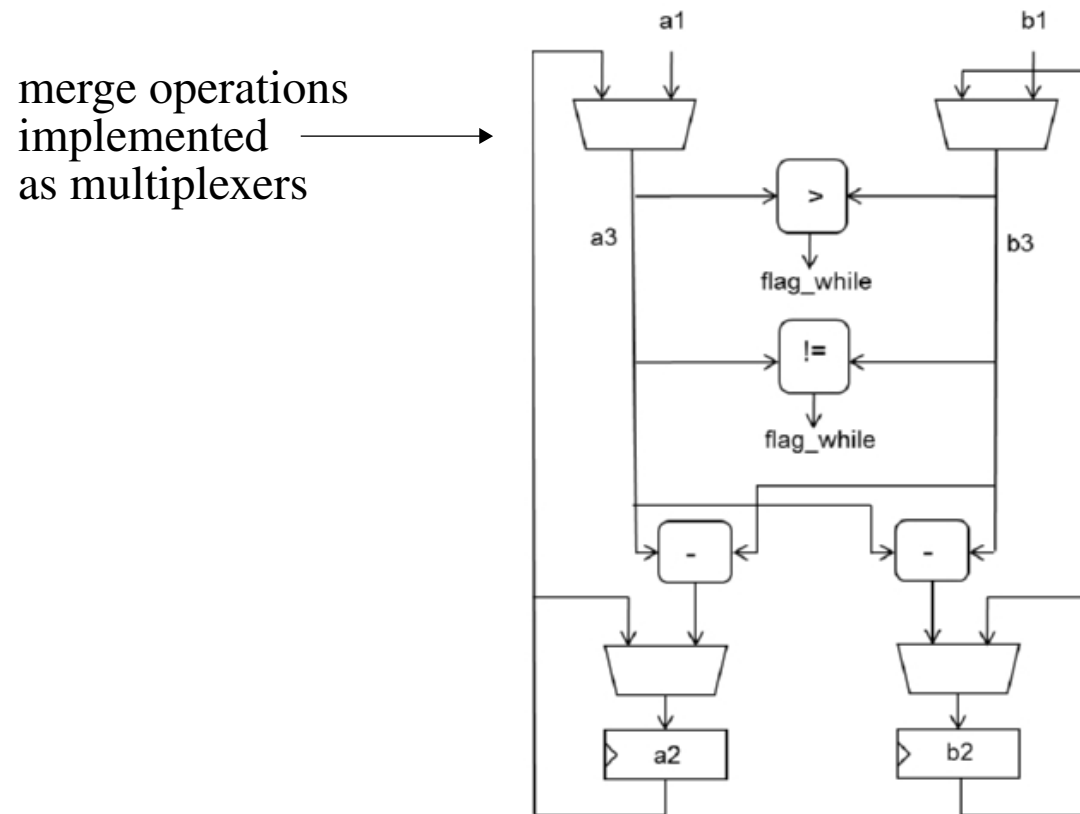 a1
b1
merge operations
implemented
as multiplexers
>
a3
b3
flag_while
!=
flag_while
-
-
a2
b2